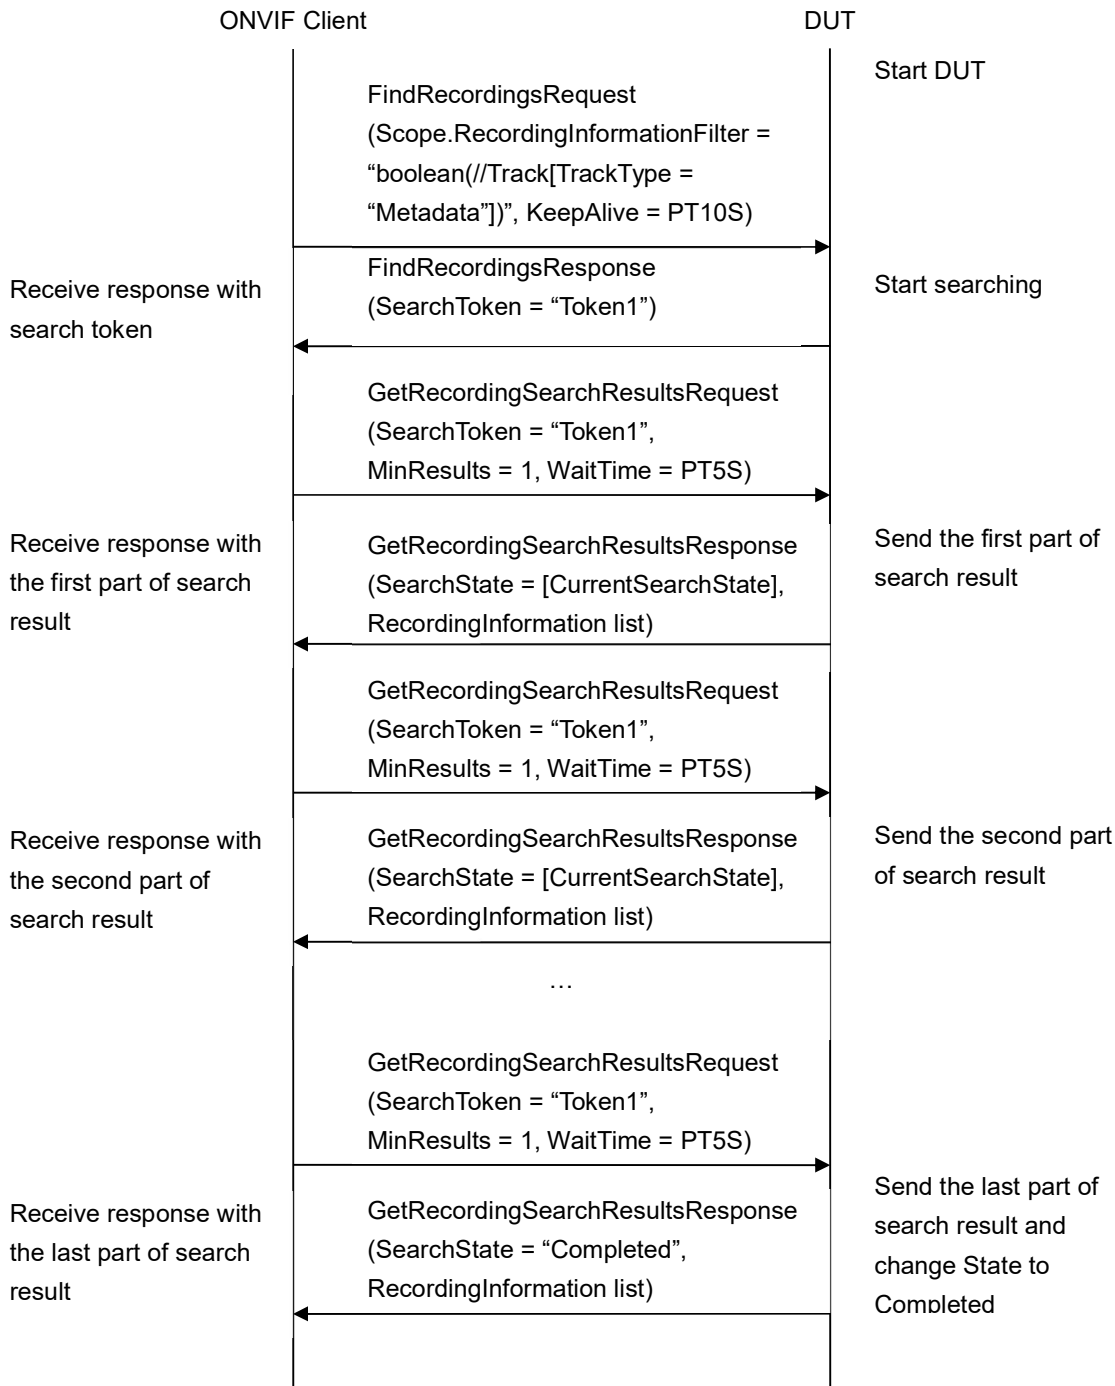 ONVIF Client
DUT
Start DUT
FindRecordingsRequest
(Scope.RecordingInformationFilter =
“boolean(//Track[TrackType =
“Metadata”])”, KeepAlive = PT10S)
FindRecordingsResponse
(SearchToken = “Token1”)
Receive response with
search token
Start searching
GetRecordingSearchResultsRequest
(SearchToken = “Token1”,
MinResults = 1, WaitTime = PT5S)
Receive response with
the first part of search
result
GetRecordingSearchResultsResponse
(SearchState = [CurrentSearchState],
RecordingInformation list)
Send the first part of
search result
GetRecordingSearchResultsRequest
(SearchToken = “Token1”,
MinResults = 1, WaitTime = PT5S)
Receive response with
the second part of
search result
GetRecordingSearchResultsResponse
(SearchState = [CurrentSearchState],
RecordingInformation list)
Send the second part
of search result
…
GetRecordingSearchResultsRequest
(SearchToken = “Token1”,
MinResults = 1, WaitTime = PT5S)
Receive response with
the last part of search
result
GetRecordingSearchResultsResponse
(SearchState = “Completed”,
RecordingInformation list)
Send the last part of
search result and
change State to
Completed